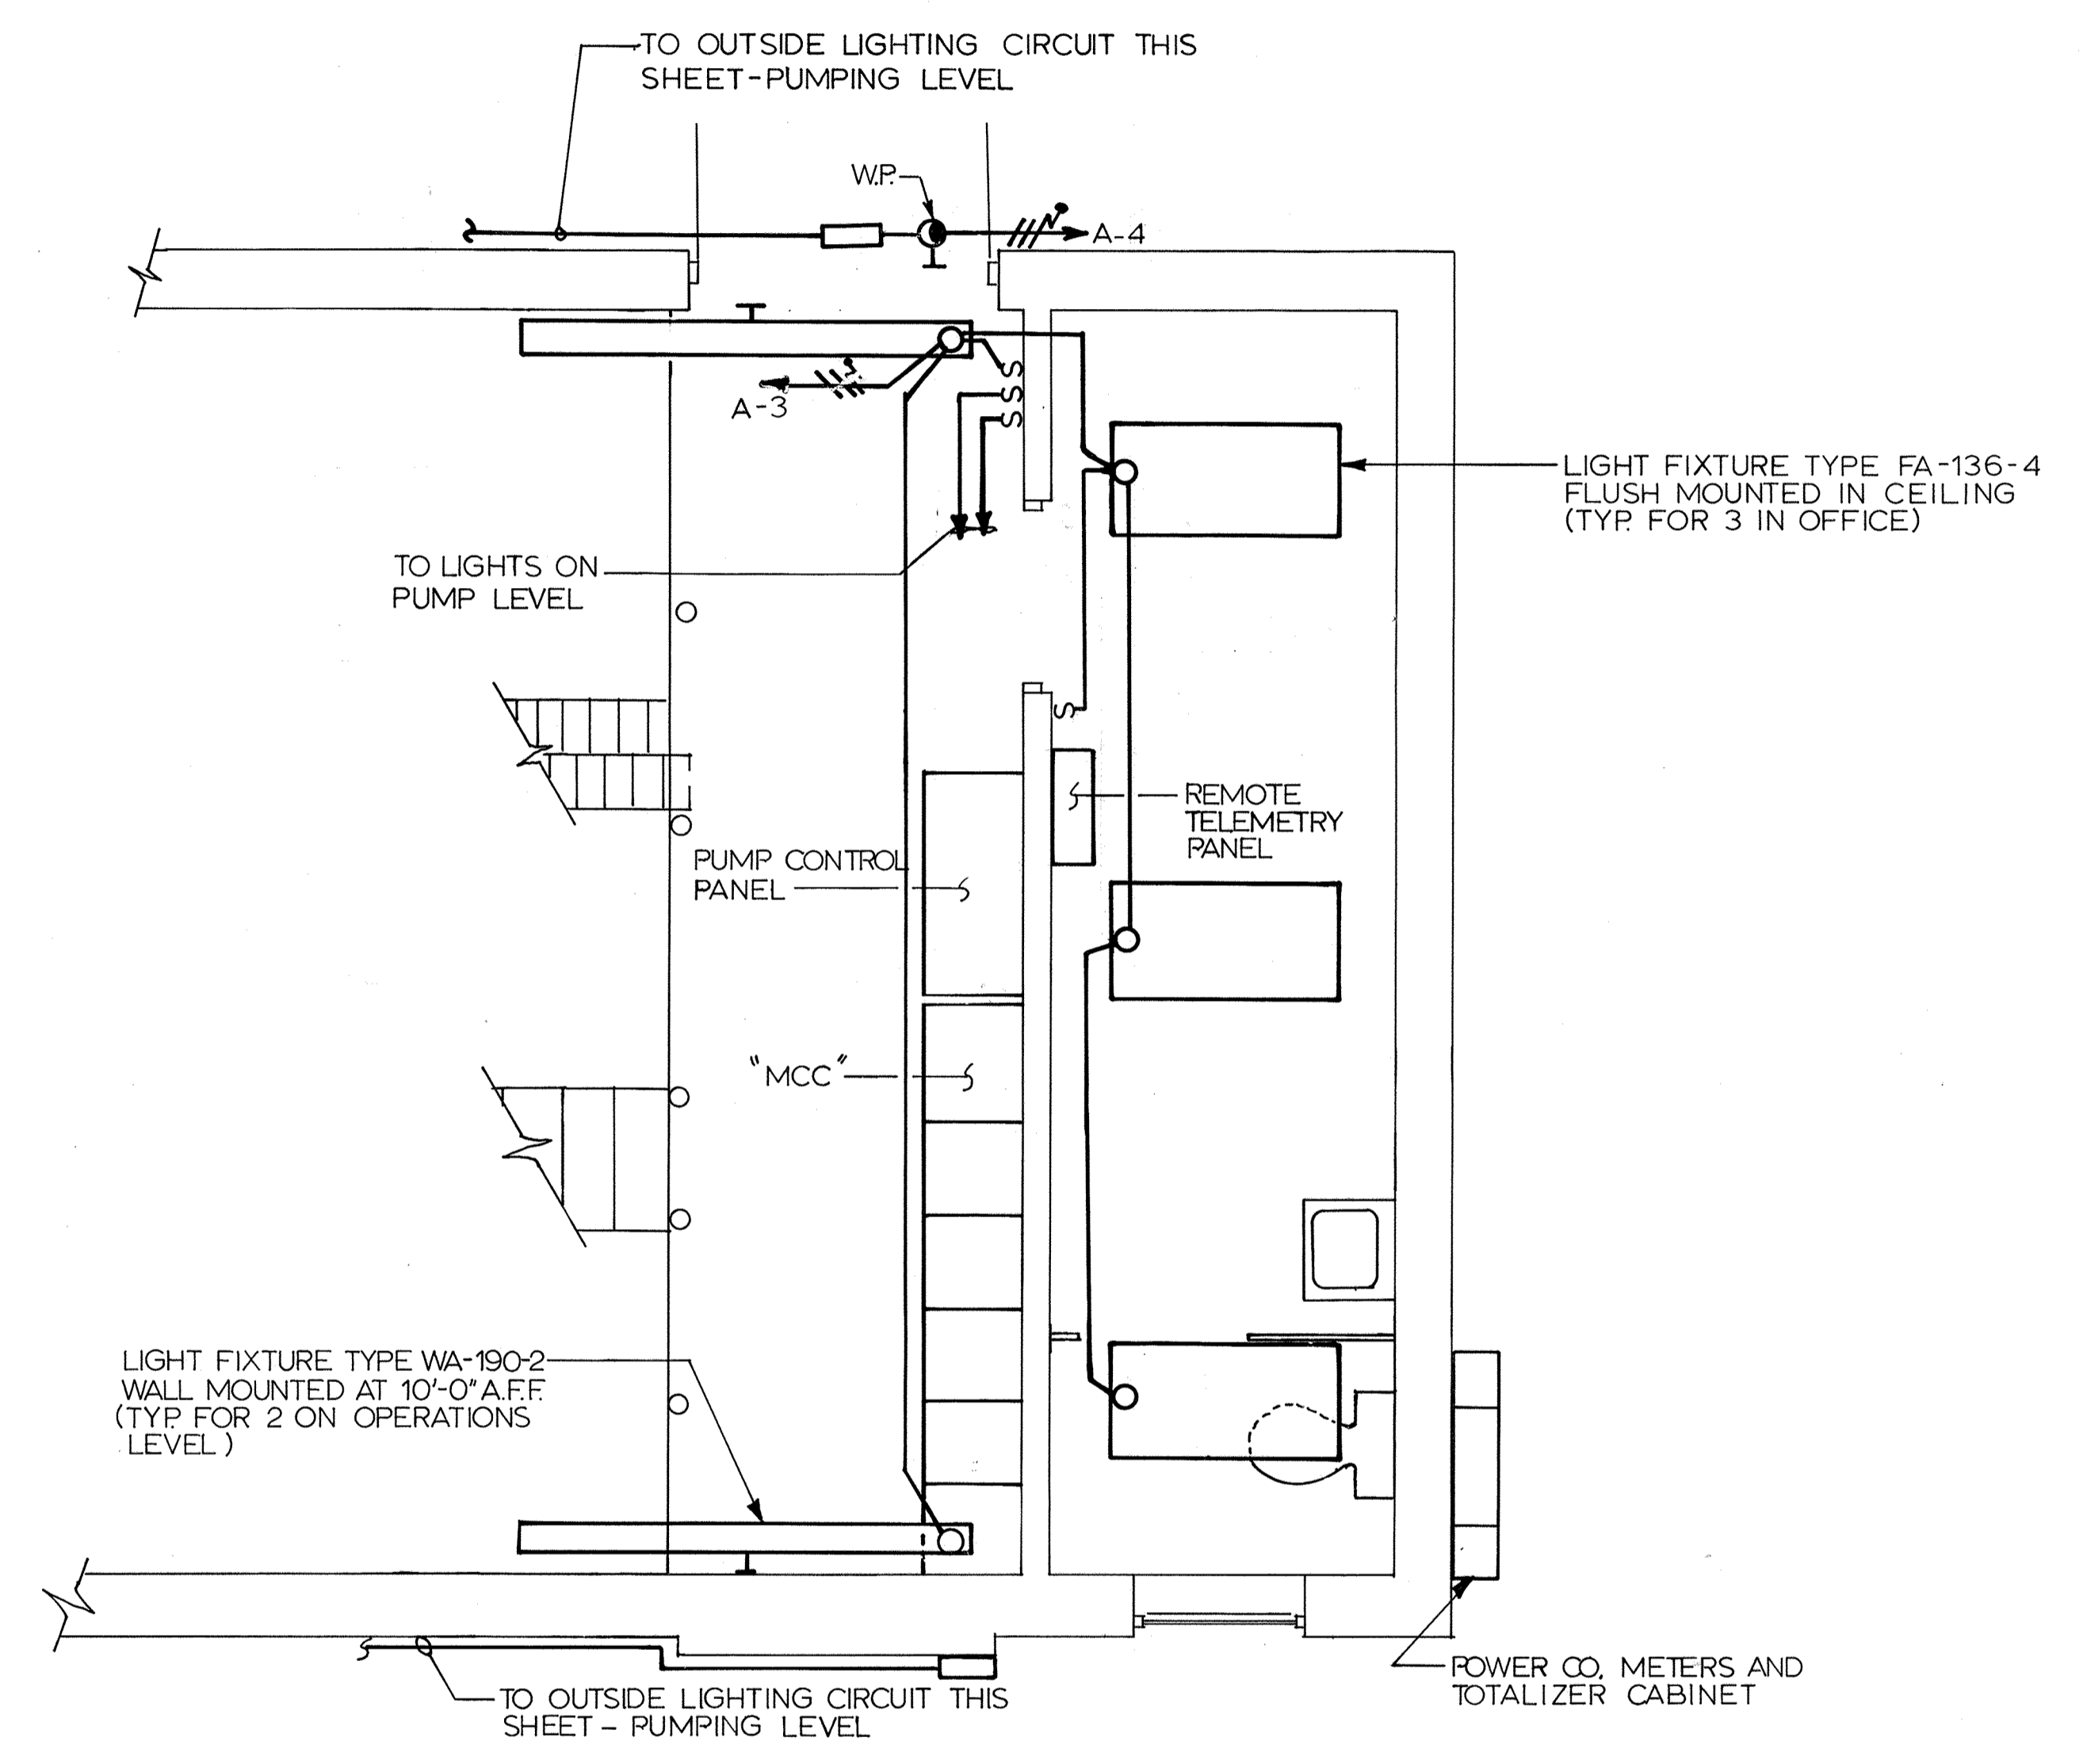 TO OUTSIDE LIGHTING CIRCUIT THIS
SHEET-PUMPING LEVEL
W.P.
A-4
A-3
S
S
S
LIGHT FIXTURE TYPE FA-136-4
FLUSH MOUNTED IN CEILING
(TYP. FOR 3 IN OFFICE)
TO LIGHTS ON
PUMP LEVEL
S
REMOTE
TELEMETRY
PANEL
PUMP CONTROL
PANEL
"MCC"
LIGHT FIXTURE TYPE WA-190-2
WALL MOUNTED AT 10'-0" A.F.F.
(TYP. FOR 2 ON OPERATIONS
LEVEL)
POWER CO. METERS AND
TOTALIZER CABINET
TO OUTSIDE LIGHTING CIRCUIT THIS
SHEET - PUMPING LEVEL